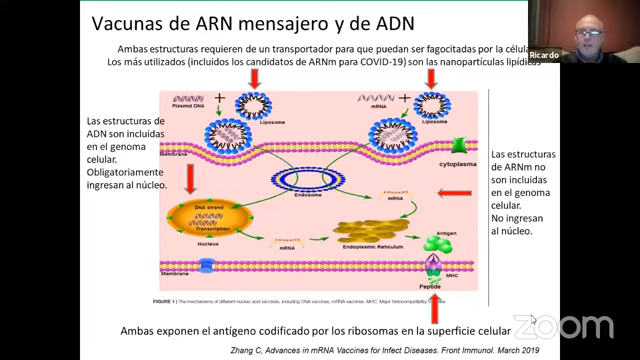 Vacunas de ARN mensajero y de ADN
Ricardo
Ambas estructuras requieren de un transportador para que puedan ser fagocitadas por la célula
Los más utilizados (incluidos los candidatos de ARNm para COVID-19) son las nanopartículas lipídicas
Las estructuras de
ADN son incluidas
en el genoma
celular.
Obligatoriamente
ingresan al núcleo.
Plasmid DNA
+
Liposome
mRNA
+
Liposome
Membrane
cytoplasma
Endosome
mRNA
DNA strand
Transcription
Nucleus
mRNA
Endoplasmic Reticulum
Antigen
Membrane
MHC
Peptide
Las estructuras
de ARNm no
son incluidas
en el genoma
celular.
No ingresan
al núcleo.
FIGURE 1 | The mechanisms of different nucleic acid vaccines, including DNA vaccines, mRNA vaccines. MHC, Major Histocompatibility
Ambas exponen el antígeno codificado por los ribosomas en la superficie celular
zoom
Zhang C, Advances in mRNA Vaccines for Infect Diseases. Front Immunol. March 2019